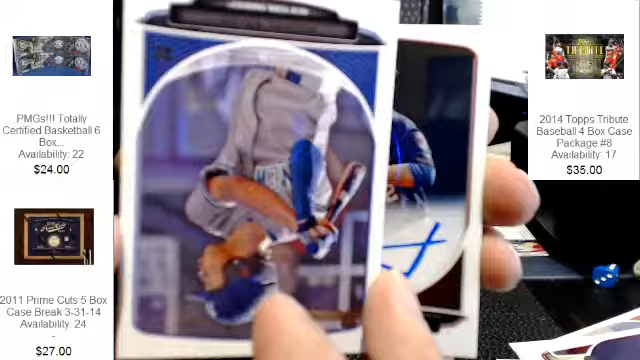 PMGs!!! Totally
Certified Basketball 6
Box...
Availability: 22
$24.00
2011 Prime Cuts 5 Box
Case Break 3-31-14
Availability: 24
-
$27.00
2014 Topps Tribute
Baseball 4 Box Case
Package #8
Availability: 17
$35.00